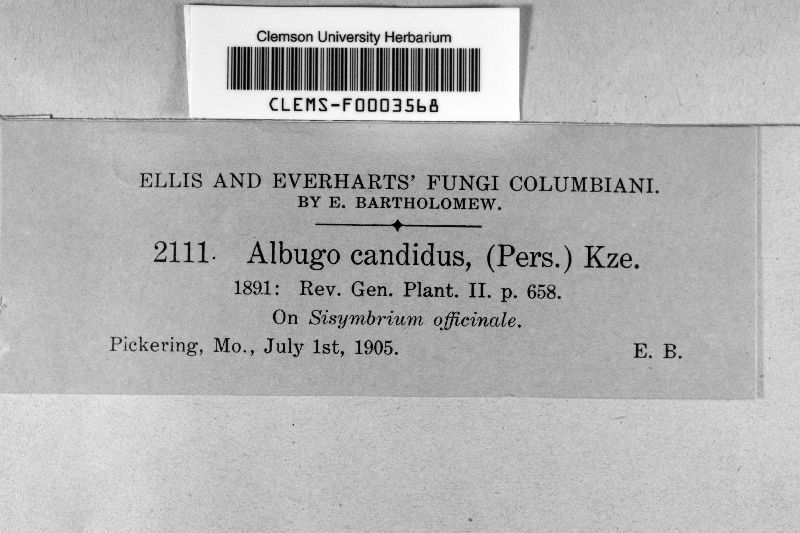 Clemson University Herbarium
CLEMS-F0003568
ELLIS AND EVERHARTS' FUNGI COLUMBIANI.
BY E. BARTHOLOMEW.
2111. Albugo candidus, (Pers.) Kze.
1891: Rev. Gen. Plant. II. p. 658.
On Sisymbrium officinale.
Pickering, Mo., July 1st, 1905. E. B.